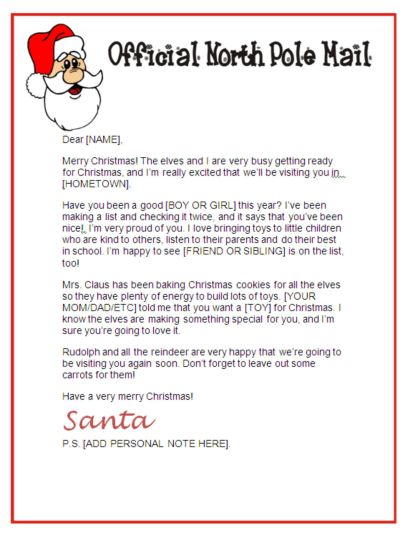 Official North Pole Mail
Dear [NAME],
Merry Christmas! The elves and I are very busy getting ready
for Christmas, and I'm really excited that we'll be visiting you in
[HOMETOWN].
Have you been a good [BOY OR GIRL] this year? I've been
making a list and checking it twice, and it says that you've been
nice!, I'm very proud of you. I love bringing toys to little children
who are kind to others, listen to their parents and do their best
in school. I'm happy to see [FRIEND OR SIBLING] is on the list,
too!
Mrs. Claus has been baking Christmas cookies for all the elves
so they have plenty of energy to build lots of toys. [YOUR
MOM/DAD/ETC] told me that you want a [TOY] for Christmas. I
know the elves are making something special for you, and I'm
sure you're going to love it.
Rudolph and all the reindeer are very happy that we're going to
be visiting you again soon. Don't forget to leave out some
carrots for them!
Have a very merry Christmas!
Santa
P.S. [ADD PERSONAL NOTE HERE].